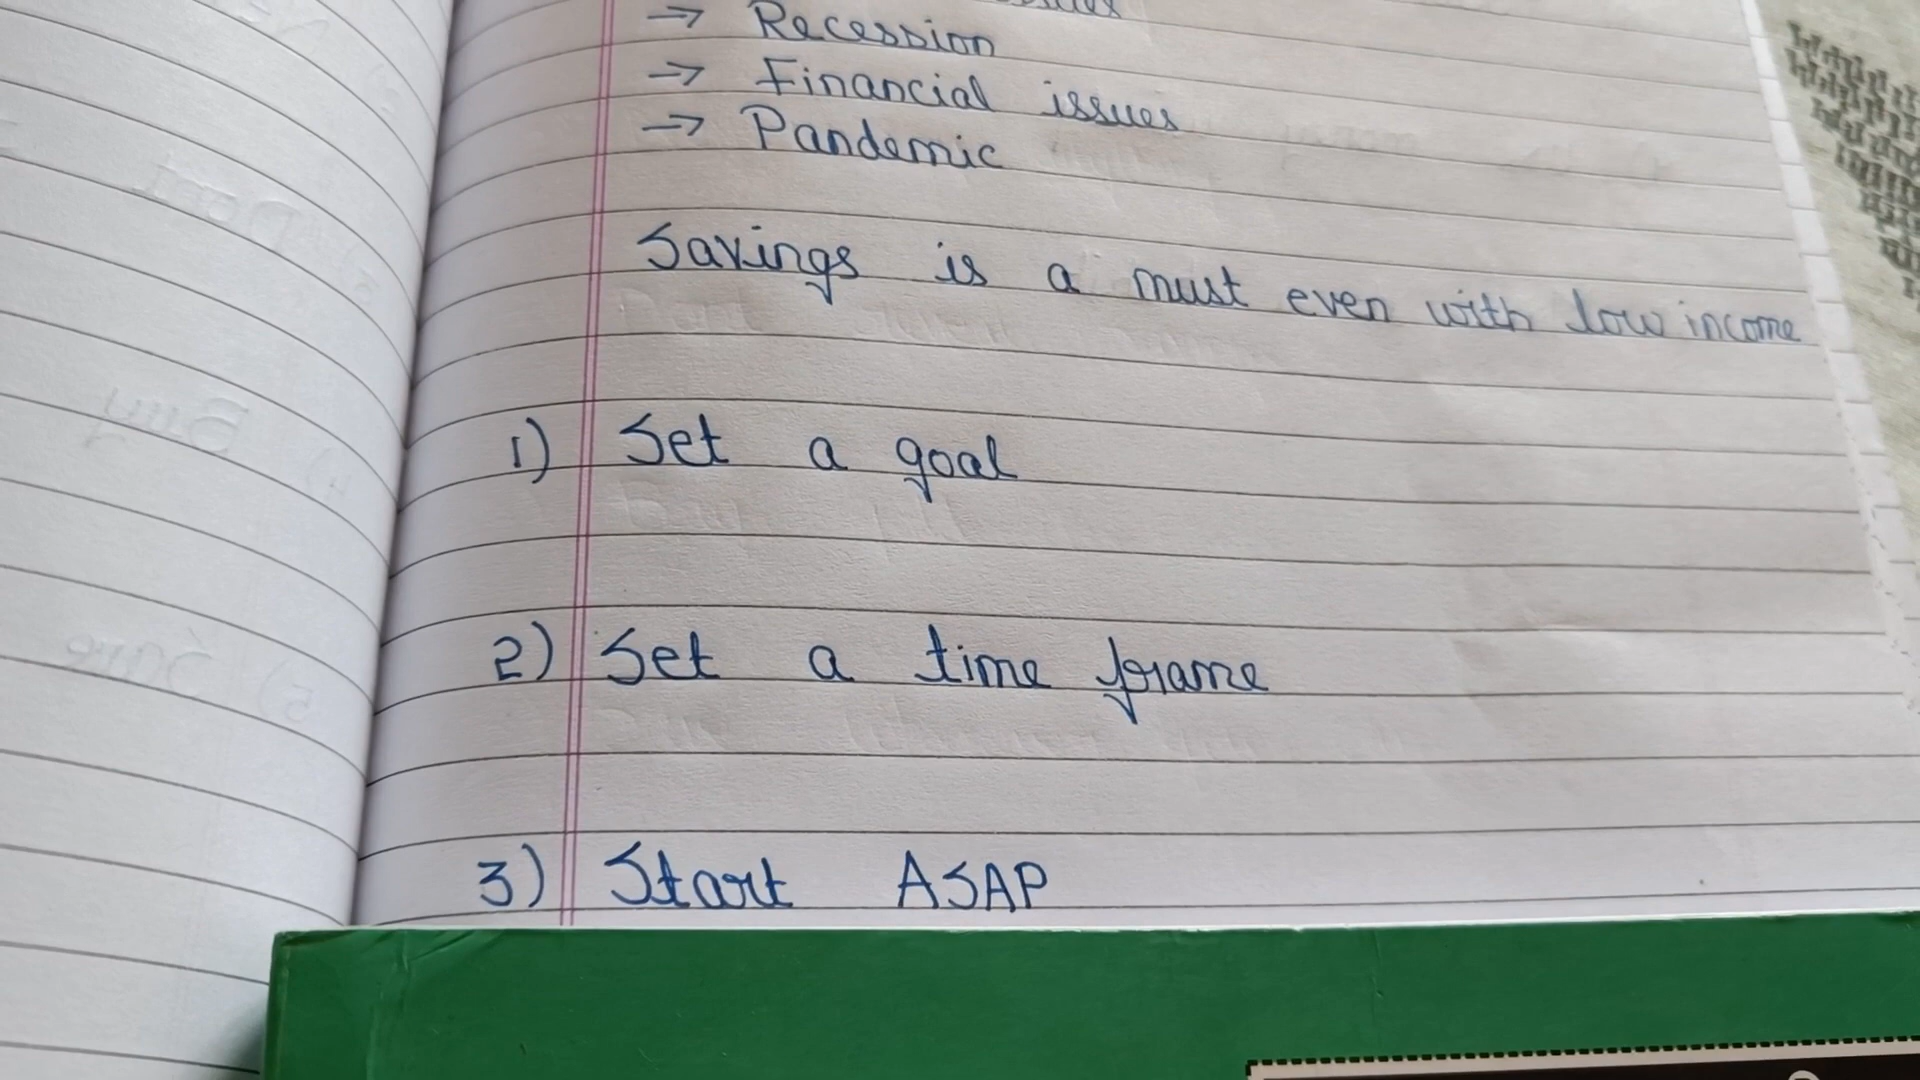 → Recession
→ Financial issues
→ Pandemic
Savings is a must even with low income
1) Set a goal
2) Set a time frame
3) Start ASAP